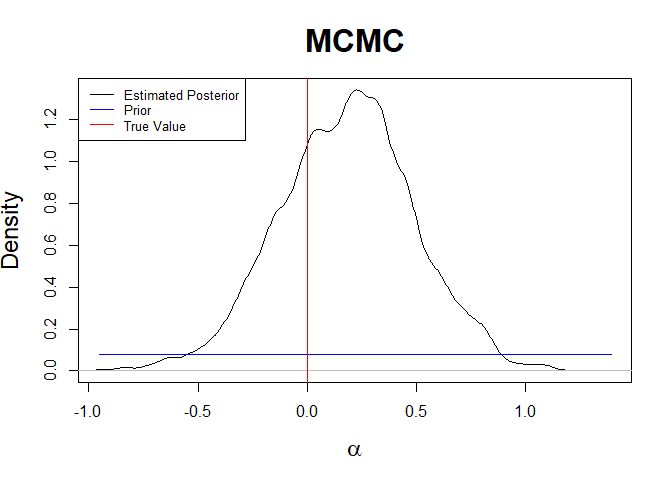 MCMC
Estimated Posterior
Prior
True Value
Density
0.0 0.2 0.4 0.6 0.8 1.0 1.2
-1.0 -0.5 0.0 0.5 1.0
α